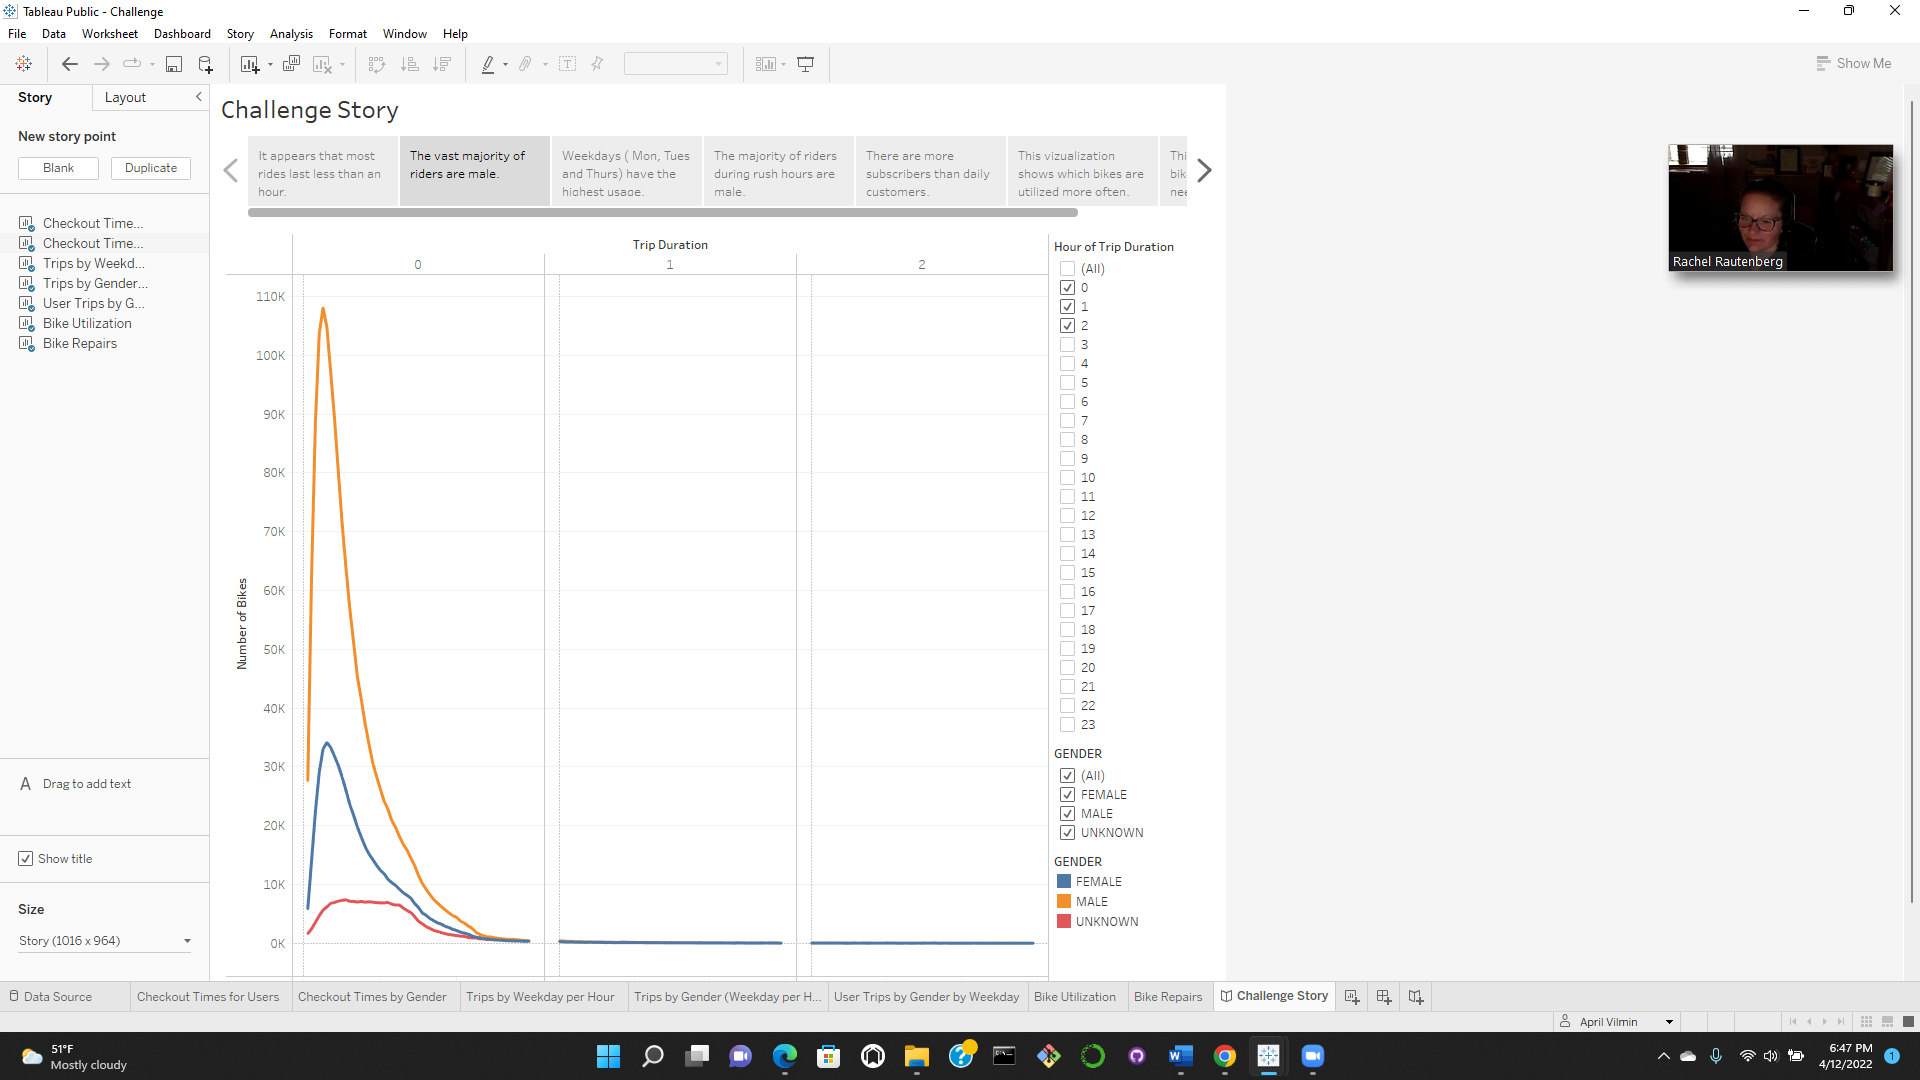 Tableau Public - Challenge
File Data Worksheet Dashboard Story Analysis Format Window Help
Show Me
Story Layout
New story point
Blank Duplicate
Checkout Time...
Checkout Time...
Trips by Weekd...
Trips by Gender...
User Trips by G...
Bike Utilization
Bike Repairs
A Drag to add text
Show title
Size
Story (1016 x 964)
Challenge Story
It appears that most
rides last less than an
hour.
The vast majority of
riders are male.
Weekdays ( Mon, Tues
and Thurs) have the
highest usage.
The majority of riders
during rush hours are
male.
There are more
subscribers than daily
customers.
This vizualization
shows which bikes are
utilized more often.
Thi
bik
nee
Trip Duration
0 1 2
110K
100K
90K
80K
70K
60K
50K
40K
30K
20K
10K
0K
Number of Bikes
Hour of Trip Duration
(All)
0
1
2
3
4
5
6
7
8
9
10
11
12
13
14
15
16
17
18
19
20
21
22
23
GENDER
(All)
FEMALE
MALE
UNKNOWN
GENDER
FEMALE
MALE
UNKNOWN
Rachel Rautenberg
Data Source Checkout Times for Users Checkout Times by Gender Trips by Weekday per Hour Trips by Gender (Weekday per H... User Trips by Gender by Weekday Bike Utilization Bike Repairs Challenge Story
April Vilmin
51°F
Mostly cloudy
6:47 PM
4/12/2022
1